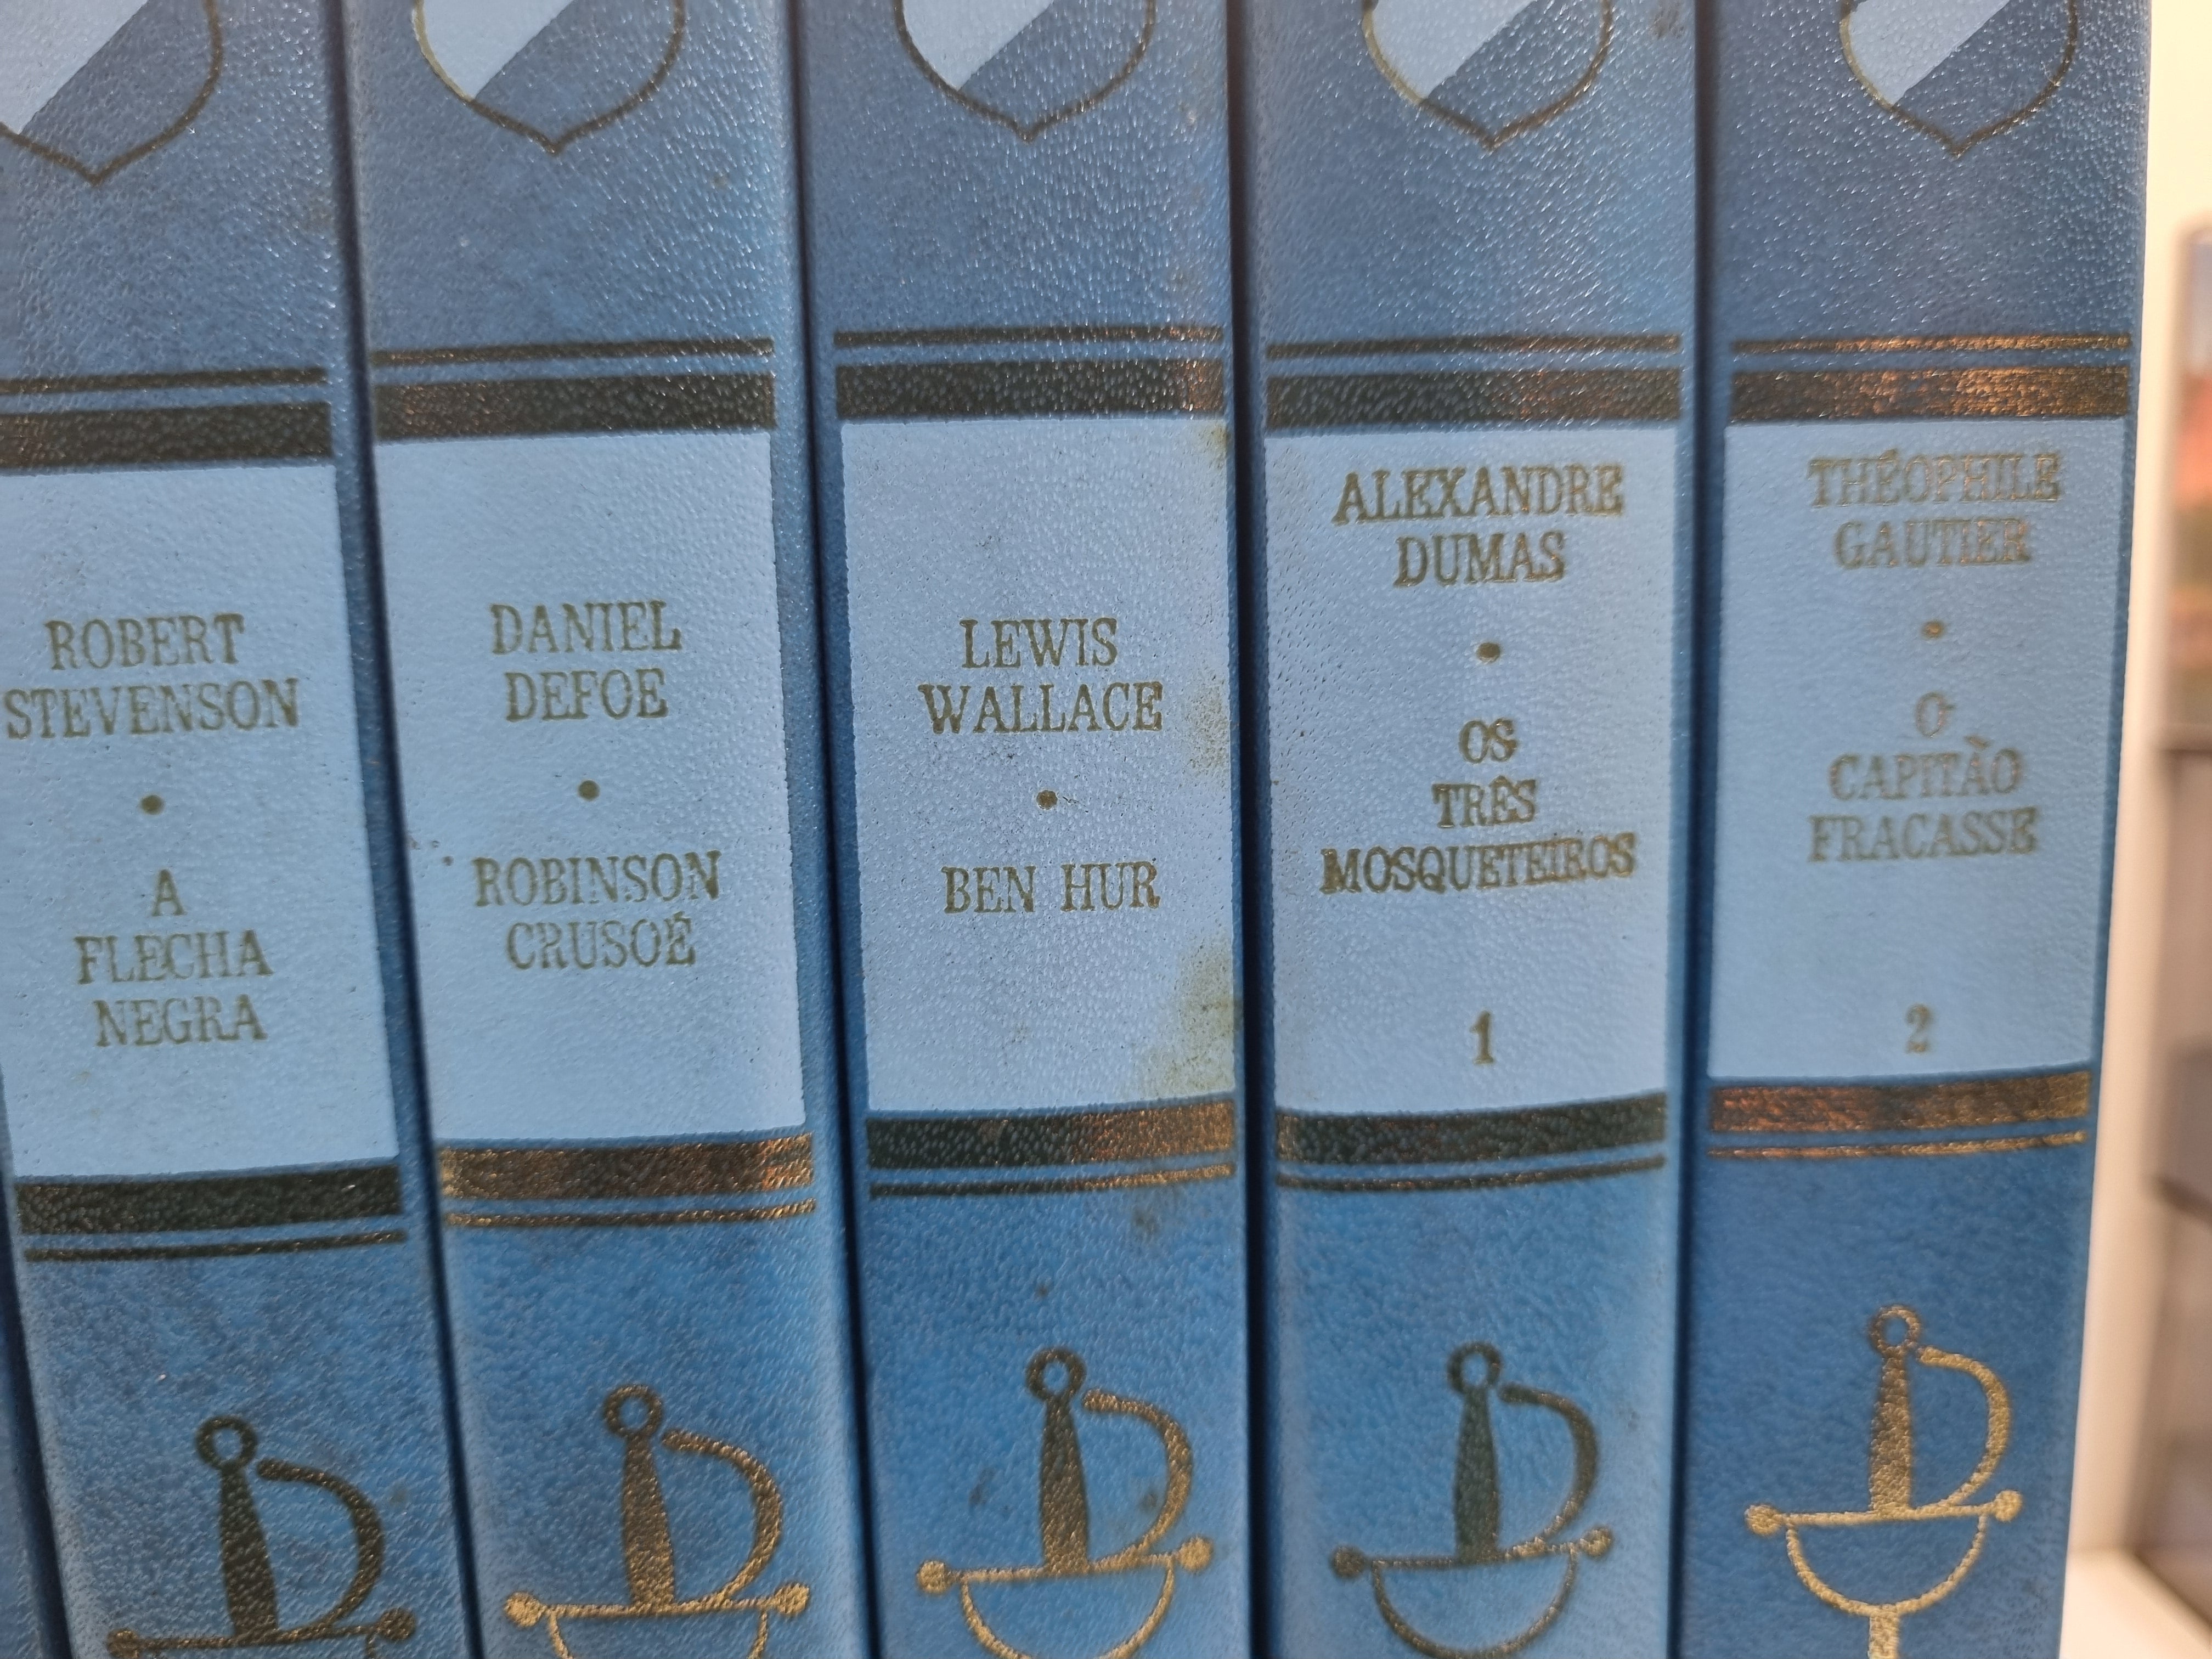 ROBERT
STEVENSON
•
A
FLECHA
NEGRA
DANIEL
DEFOE
•
ROBINSON
CRUSOÉ
LEWIS
WALLACE
•
BEN HUR
ALEXANDRE
DUMAS
•
OS
TRÊS
MOSQUETEIROS
1
THÉOPHILE
GAUTIER
•
O
CAPITÃO
FRACASSE
2